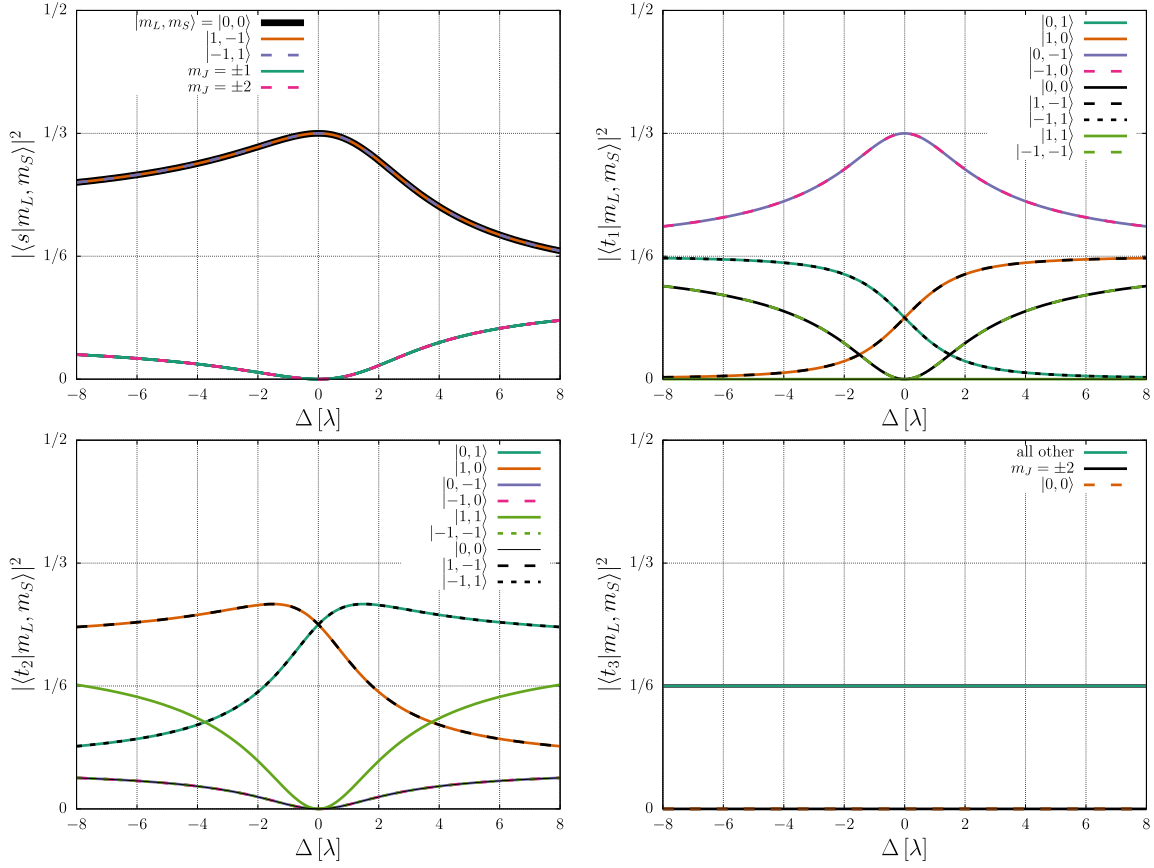 |⟨s|m_L, m_S⟩|²
1/2
1/3
1/6
0
−8 −6 −4 −2 0 2 4 6 8
Δ [λ]
|m_L, m_S⟩ = |0, 0⟩
|1, −1⟩
|−1, 1⟩
m_J = ±1
m_J = ±2
|⟨t_1|m_L, m_S⟩|²
1/2
1/3
1/6
0
−8 −6 −4 −2 0 2 4 6 8
Δ [λ]
|0, 1⟩
|1, 0⟩
|0, −1⟩
|−1, 0⟩
|0, 0⟩
|1, −1⟩
|−1, 1⟩
|1, 1⟩
|−1, −1⟩
|⟨t_2|m_L, m_S⟩|²
1/2
1/3
1/6
0
−8 −6 −4 −2 0 2 4 6 8
Δ [λ]
|0, 1⟩
|1, 0⟩
|0, −1⟩
|−1, 0⟩
|1, 1⟩
|−1, −1⟩
|0, 0⟩
|1, −1⟩
|−1, 1⟩
|⟨t_3|m_L, m_S⟩|²
1/2
1/3
1/6
0
−8 −6 −4 −2 0 2 4 6 8
Δ [λ]
all other
m_J = ±2
|0, 0⟩